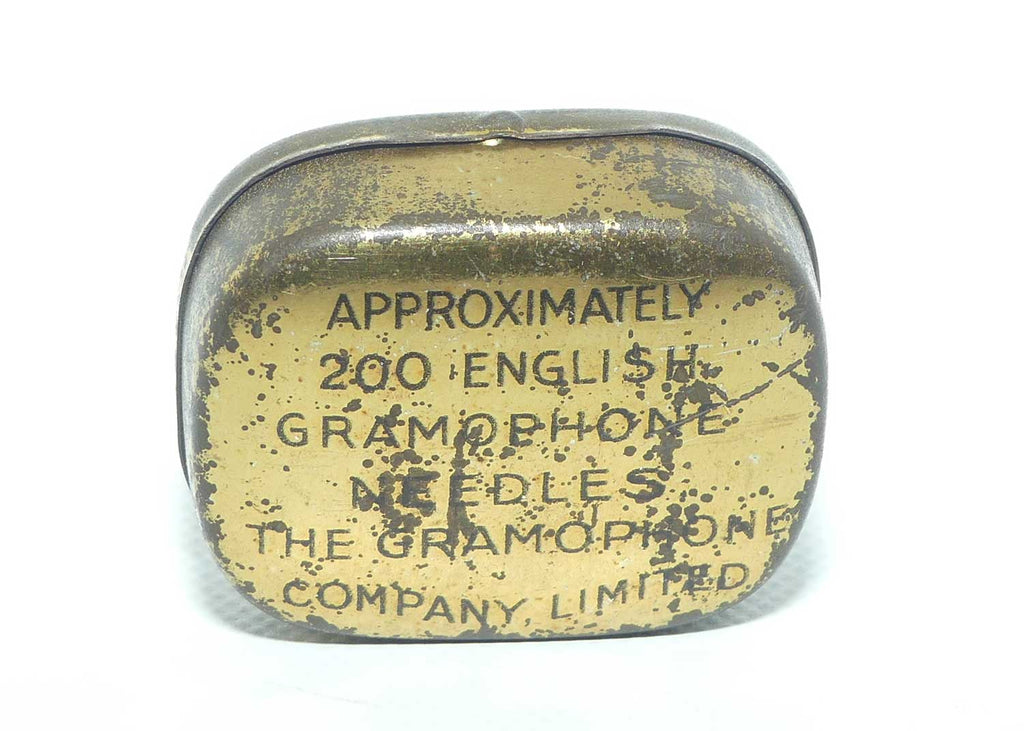 APPROXIMATELY
200 ENGLISH
GRAMOPHONE
NEEDLES
THE GRAMOPHONE
COMPANY, LIMITED